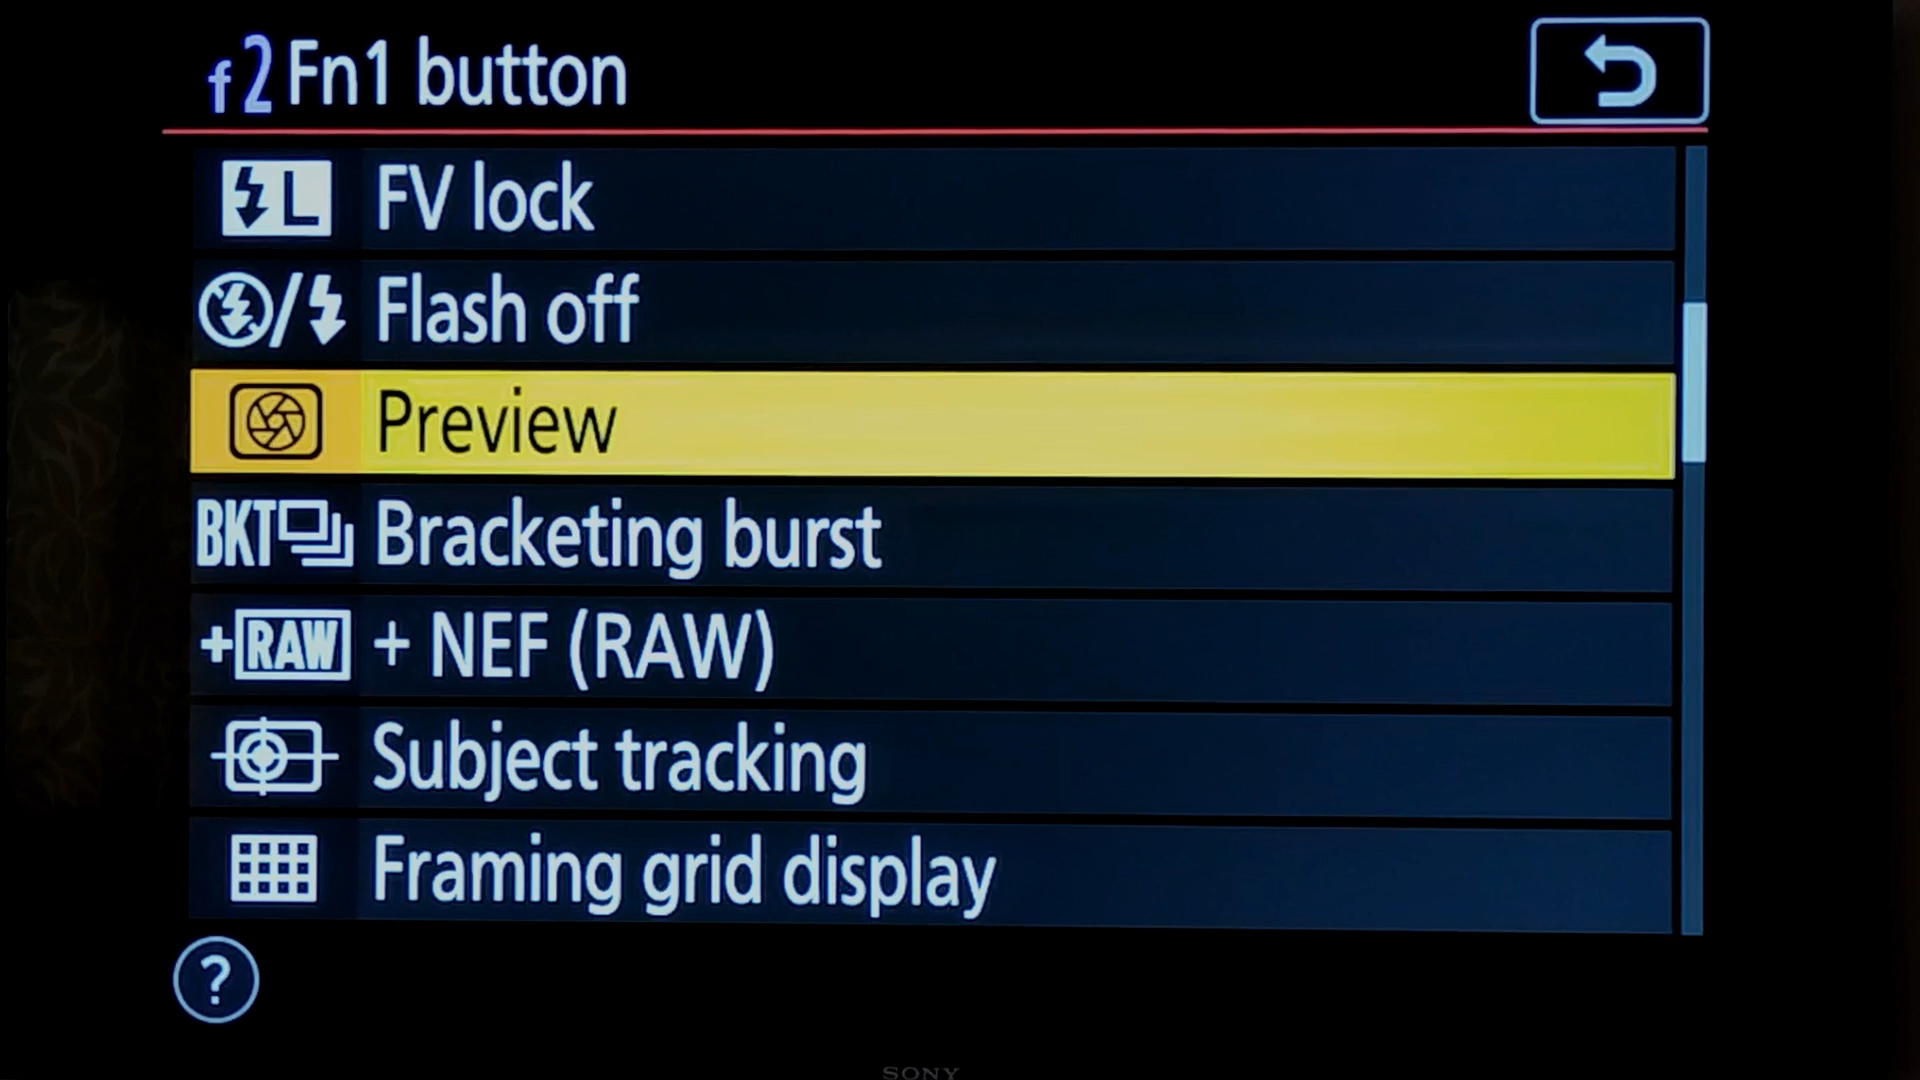 f2 Fn1 button
L FV lock
Flash off
Preview
BKT Bracketing burst
+RAW + NEF (RAW)
Subject tracking
Framing grid display
?
SONY